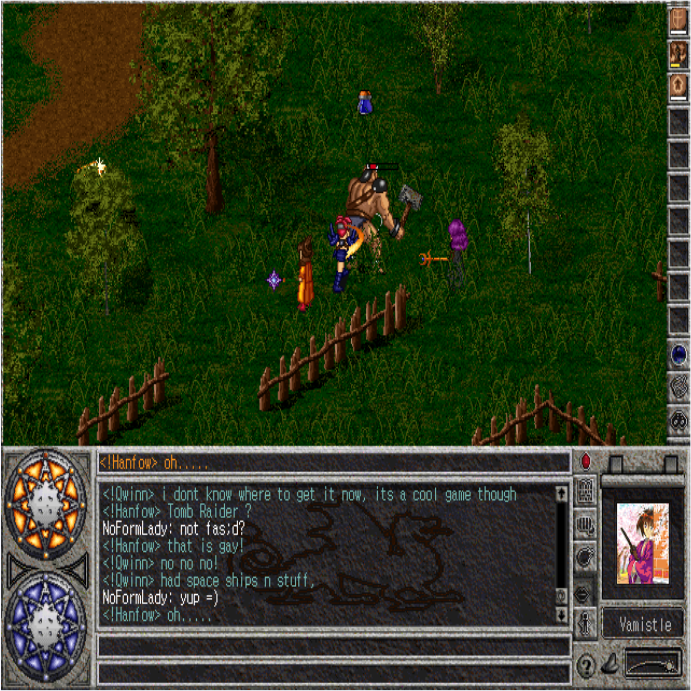 <!Hanfow> oh.....
<!Qwinn> i dont know where to get it now, its a cool game though
<!Hanfow> Tomb Raider ?
NoFormLady: not fas;d?
<!Hanfow> that is gay!
<!Qwinn> no no no!
<!Qwinn> had space ships n stuff,
NoFormLady: yup =)
<!Hanfow> oh.....
Vamistle
?